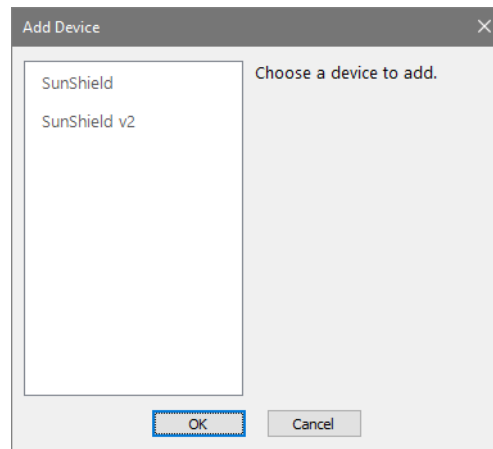 Add Device
SunShield
SunShield v2
Choose a device to add.
OK
Cancel